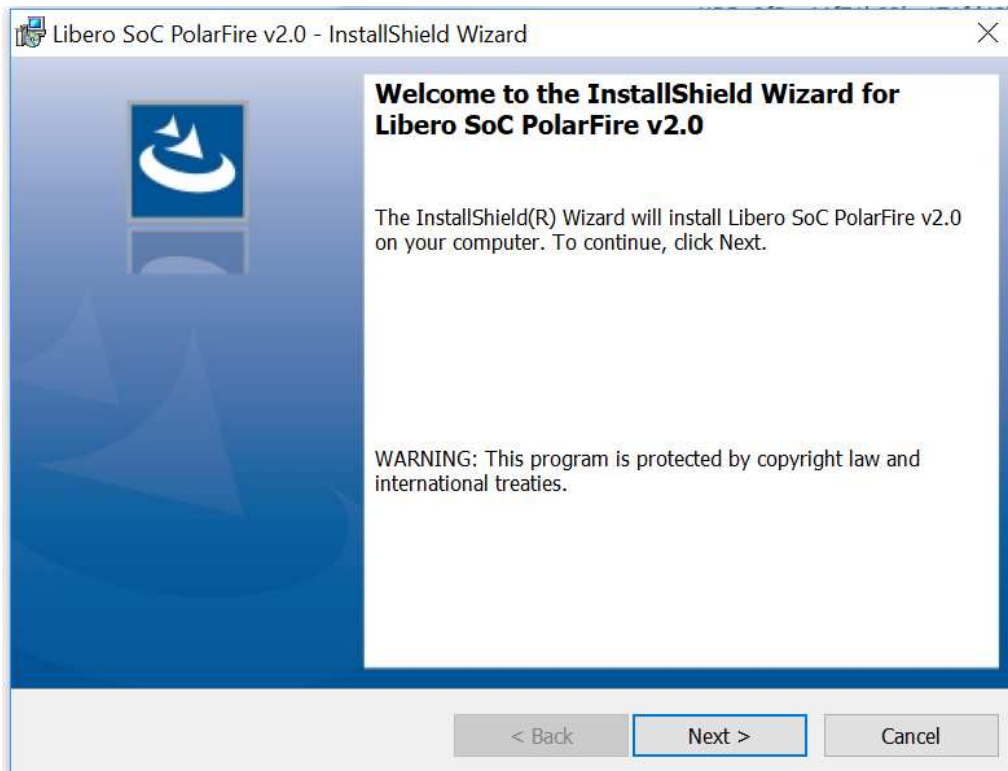 Libero SoC PolarFire v2.0 - InstallShield Wizard
Welcome to the InstallShield Wizard for
Libero SoC PolarFire v2.0
The InstallShield(R) Wizard will install Libero SoC PolarFire v2.0
on your computer. To continue, click Next.
WARNING: This program is protected by copyright law and
international treaties.
< Back
Next >
Cancel